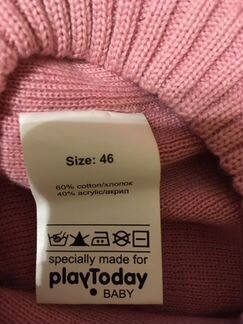 Size: 46
60% cotton/хлопок
40% acrylic/акрил
specially made for
playToday
BABY